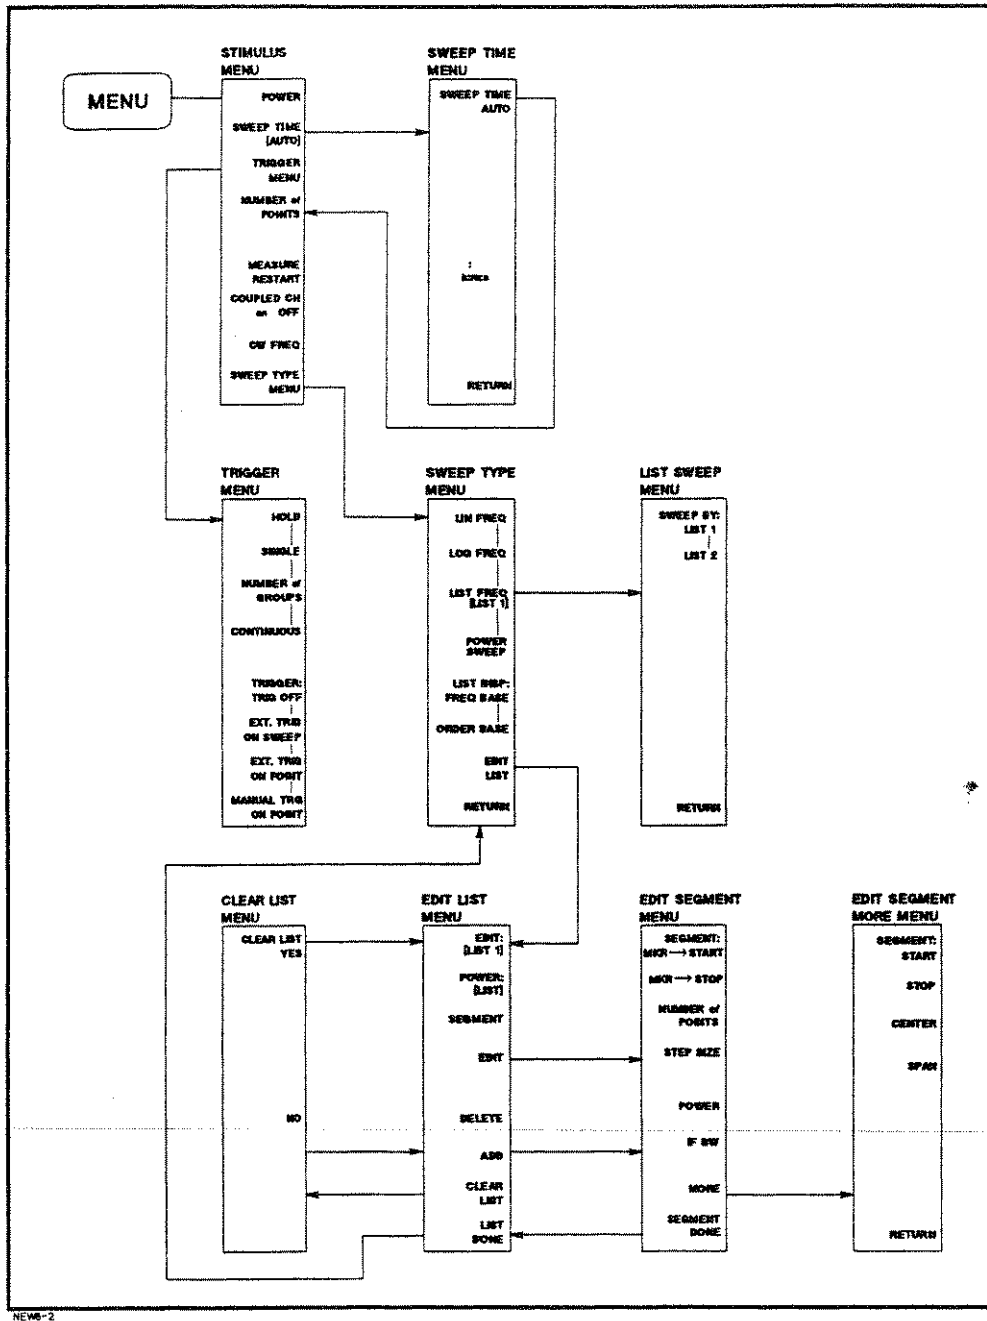 MENU
STIMULUS
MENU
POWER
SWEEP TIME
[AUTO]
TRIGGER
MENU
NUMBER of
POINTS
MEASURE
RESTART
COUPLED CH
on OFF
CW FREQ
SWEEP TYPE
MENU
SWEEP TIME
MENU
SWEEP TIME
AUTO
:
h:m:s
RETURN
TRIGGER
MENU
HOLD
SINGLE
NUMBER of
GROUPS
CONTINUOUS
TRIGGER:
TRIG OFF
EXT. TRIG
ON SWEEP
EXT. TRIG
ON POINT
MANUAL TRG
ON POINT
SWEEP TYPE
MENU
LIN FREQ
LOG FREQ
LIST FREQ
[LIST 1]
POWER
SWEEP
LIST DISP:
FREQ BASE
ORDER BASE
EDIT
LIST
RETURN
LIST SWEEP
MENU
SWEEP BY:
LIST 1
LIST 2
RETURN
CLEAR LIST
MENU
CLEAR LIST
YES
NO
EDIT LIST
MENU
EDIT:
[LIST 1]
POWER:
[LIST]
SEGMENT
EDIT
DELETE
ADD
CLEAR
LIST
LIST
DONE
EDIT SEGMENT
MENU
SEGMENT:
MKR → START
MKR → STOP
NUMBER of
POINTS
STEP SIZE
POWER
IF BW
MORE
SEGMENT
DONE
EDIT SEGMENT
MORE MENU
SEGMENT:
START
STOP
CENTER
SPAN
RETURN
NEW6-2